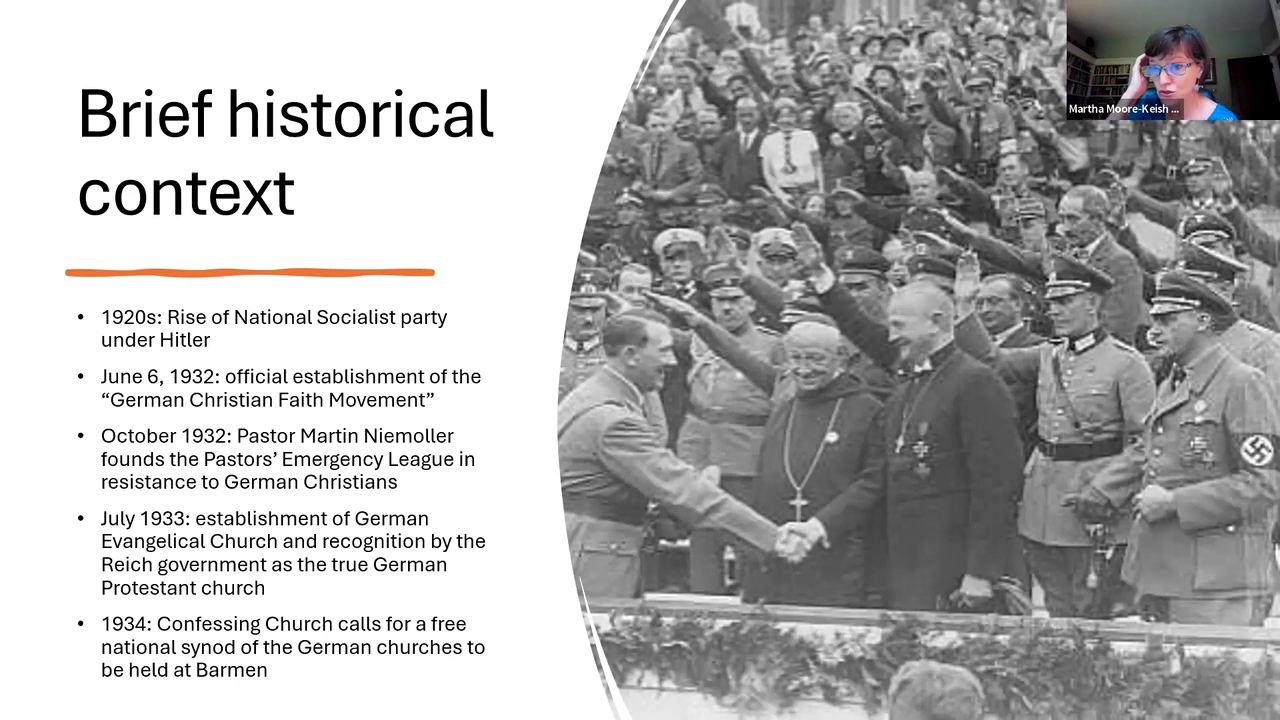 Brief historical
context
• 1920s: Rise of National Socialist party
under Hitler
• June 6, 1932: official establishment of the
“German Christian Faith Movement”
• October 1932: Pastor Martin Niemoller
founds the Pastors’ Emergency League in
resistance to German Christians
• July 1933: establishment of German
Evangelical Church and recognition by the
Reich government as the true German
Protestant church
• 1934: Confessing Church calls for a free
national synod of the German churches to
be held at Barmen
Martha Moore-Keish ...